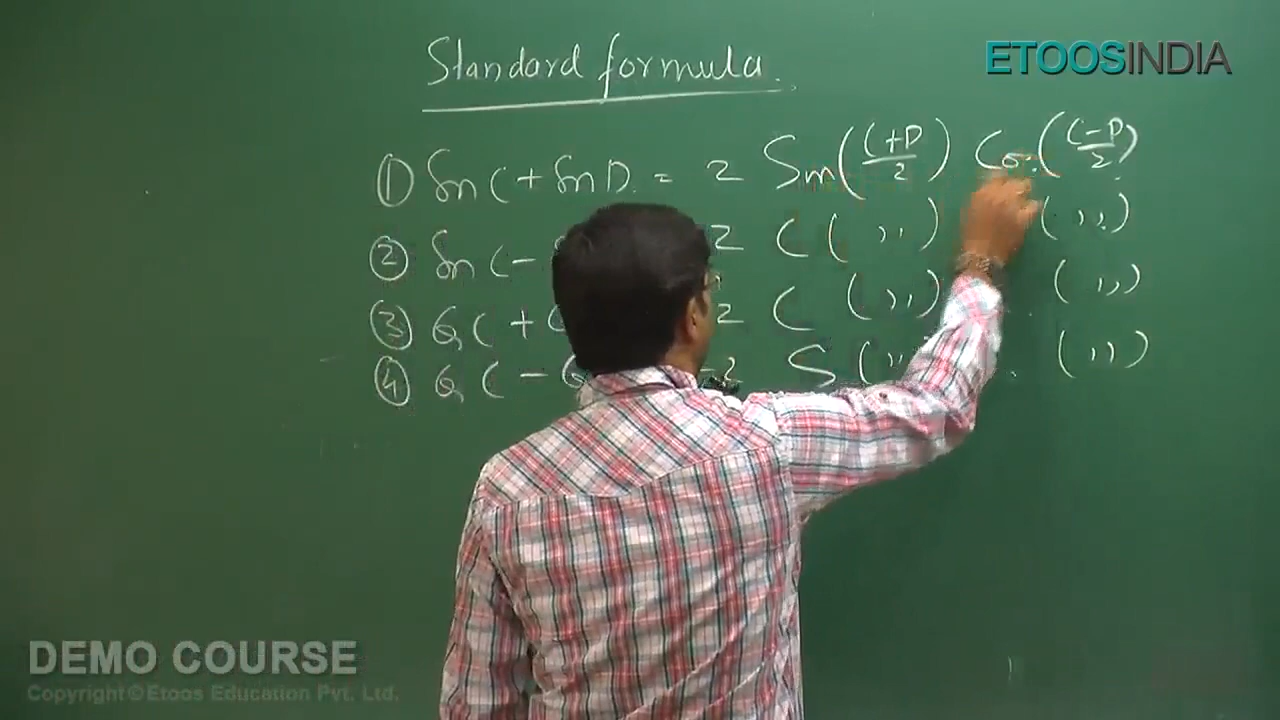 ETOOSINDIA
Standard formula.
① Sin C + Sin D = 2 Sin (C+D/2) Cos (C-D/2)
② Sin C - 2 C ( ,, ) ( ,, )
③ Cos C + 2 C ( ,, ) ( ,, )
④ Cos C - -2 S ( ,, ( ,, )
DEMO COURSE
Copyright ©Etoos Education Pvt. Ltd.